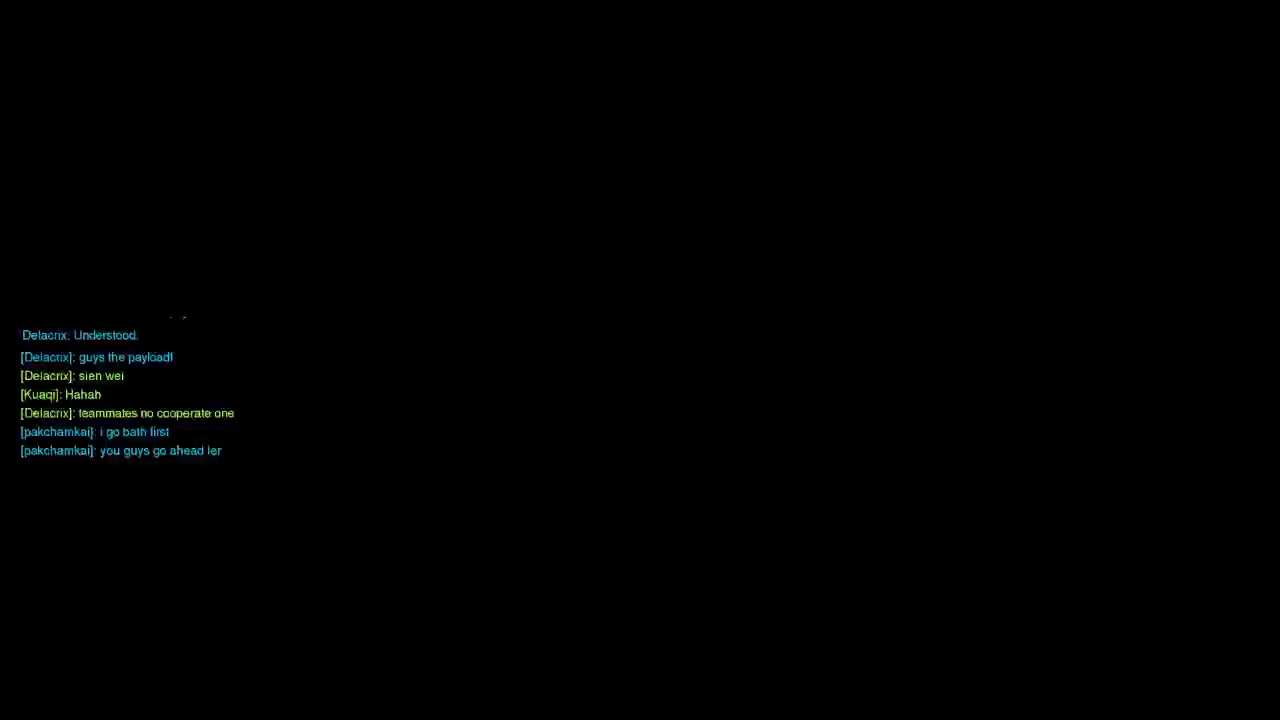 Delacrix: Understood.
[Delacrix]: guys the payload!
[Delacrix]: sien wei
[Kuaqi]: Hahah
[Delacrix]: teammates no cooperate one
[pakchamkai]: i go bath first
[pakchamkai]: you guys go ahead ler